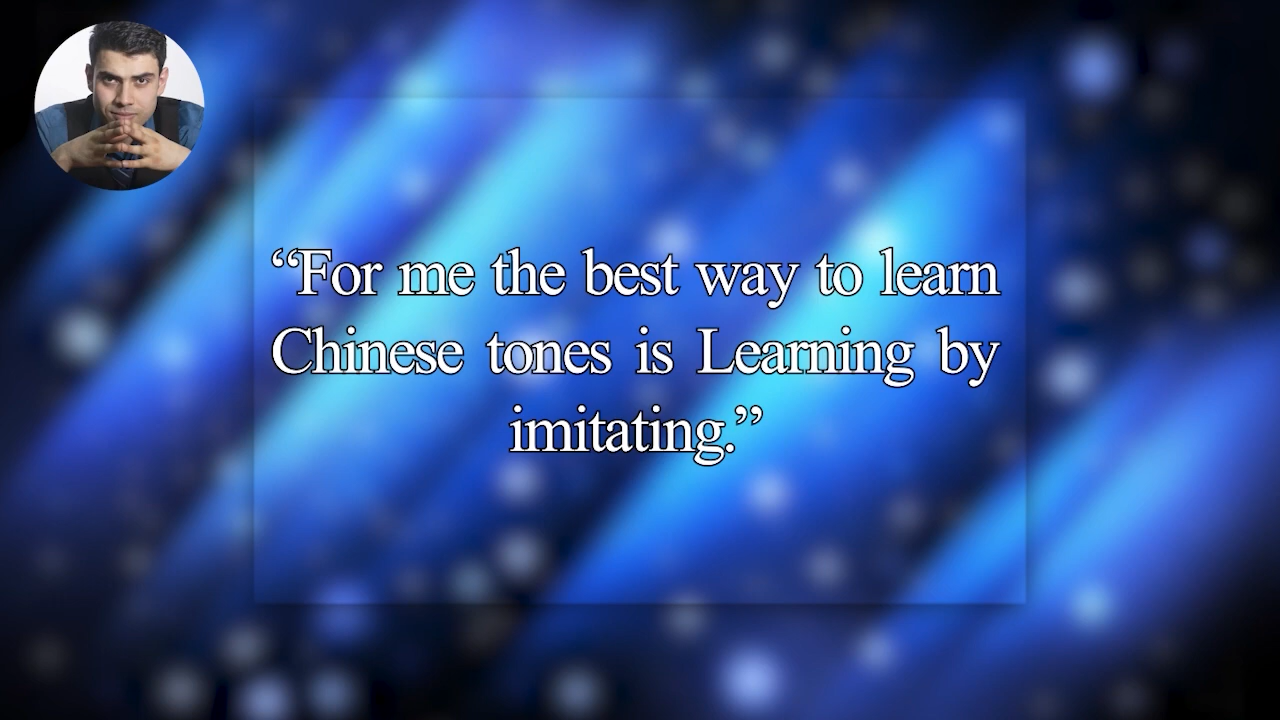 “For me the best way to learn
Chinese tones is Learning by
imitating.”